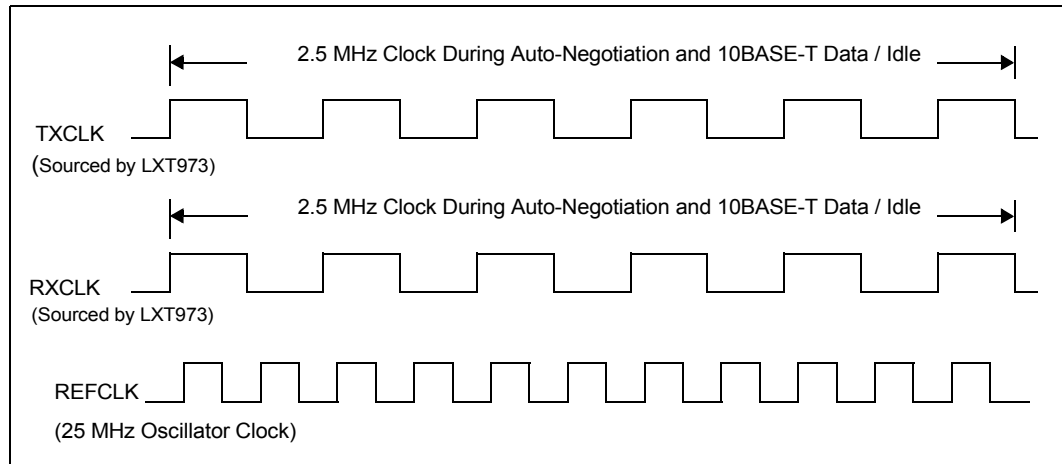 2.5 MHz Clock During Auto-Negotiation and 10BASE-T Data / Idle
TXCLK
(Sourced by LXT973)
2.5 MHz Clock During Auto-Negotiation and 10BASE-T Data / Idle
RXCLK
(Sourced by LXT973)
REFCLK
(25 MHz Oscillator Clock)